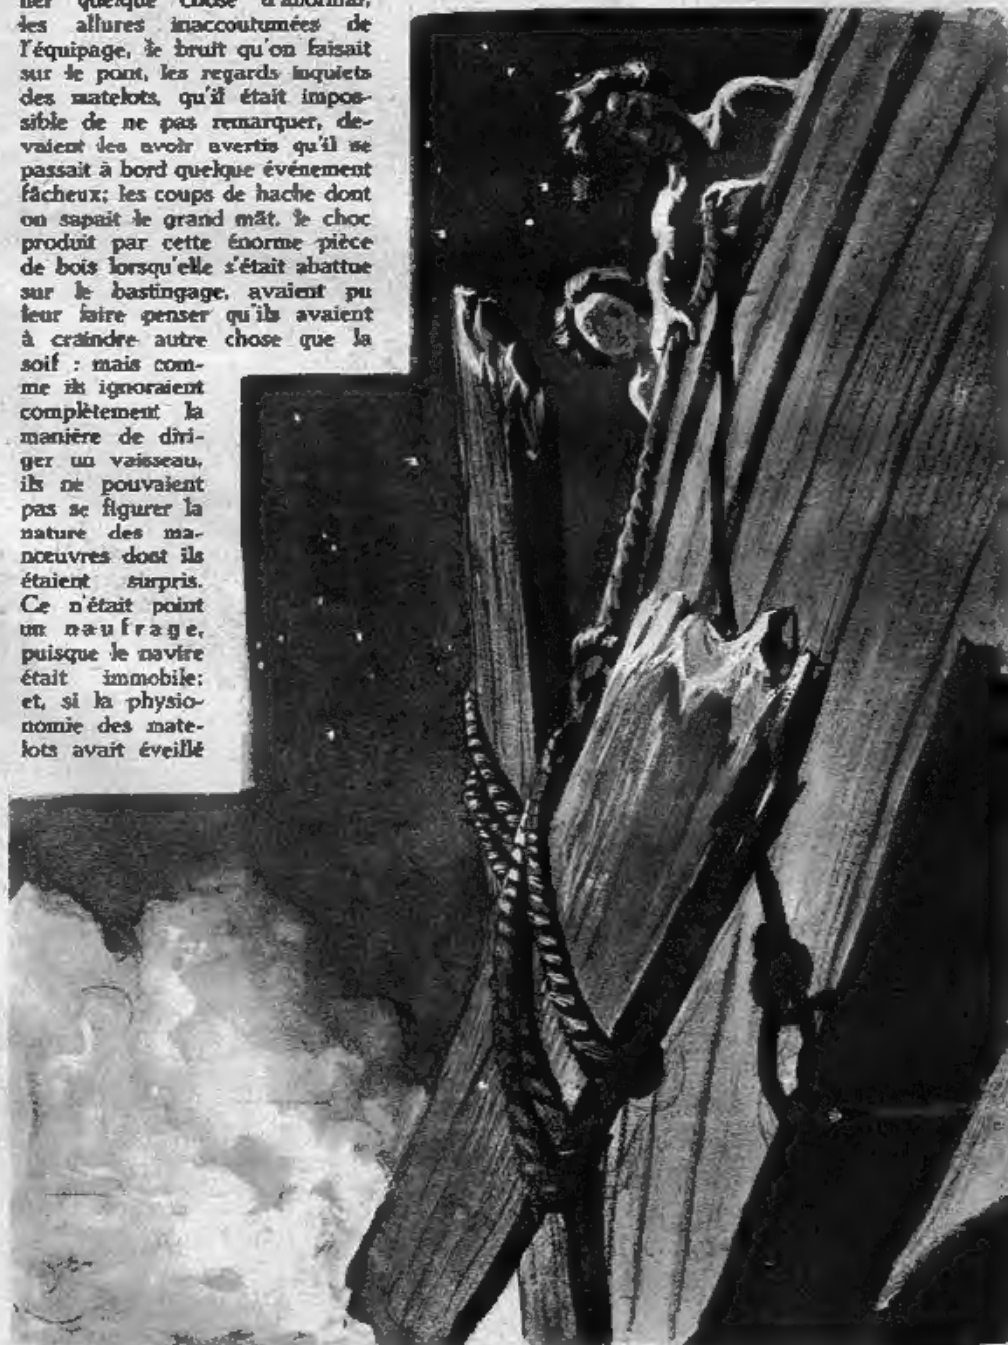 ner quelque chose d'anormal,
les allures inaccoutumées de
l'équipage, le bruit qu'on faisait
sur le pont, les regards inquiets
des matelots, qu'il était impos-
sible de ne pas remarquer, de-
vaient les avoir avertis qu'il se
passait à bord quelque événement
fâcheux; les coups de hache dont
on sapait le grand mât, le choc
produit par cette énorme pièce
de bois lorsqu'elle s'était abattue
sur le bastingage, avaient pu
leur faire penser qu'ils avaient
à craindre autre chose que la
soif : mais com-
me ils ignoraient
complètement la
manière de diri-
ger un vaisseau,
ils ne pouvaient
pas se figurer la
nature des ma-
nœuvres dont ils
étaient surpris.
Ce n'était point
un naufrage,
puisque le navire
était immobile;
et, si la physio-
nomie des mate-
lots avait éveillé